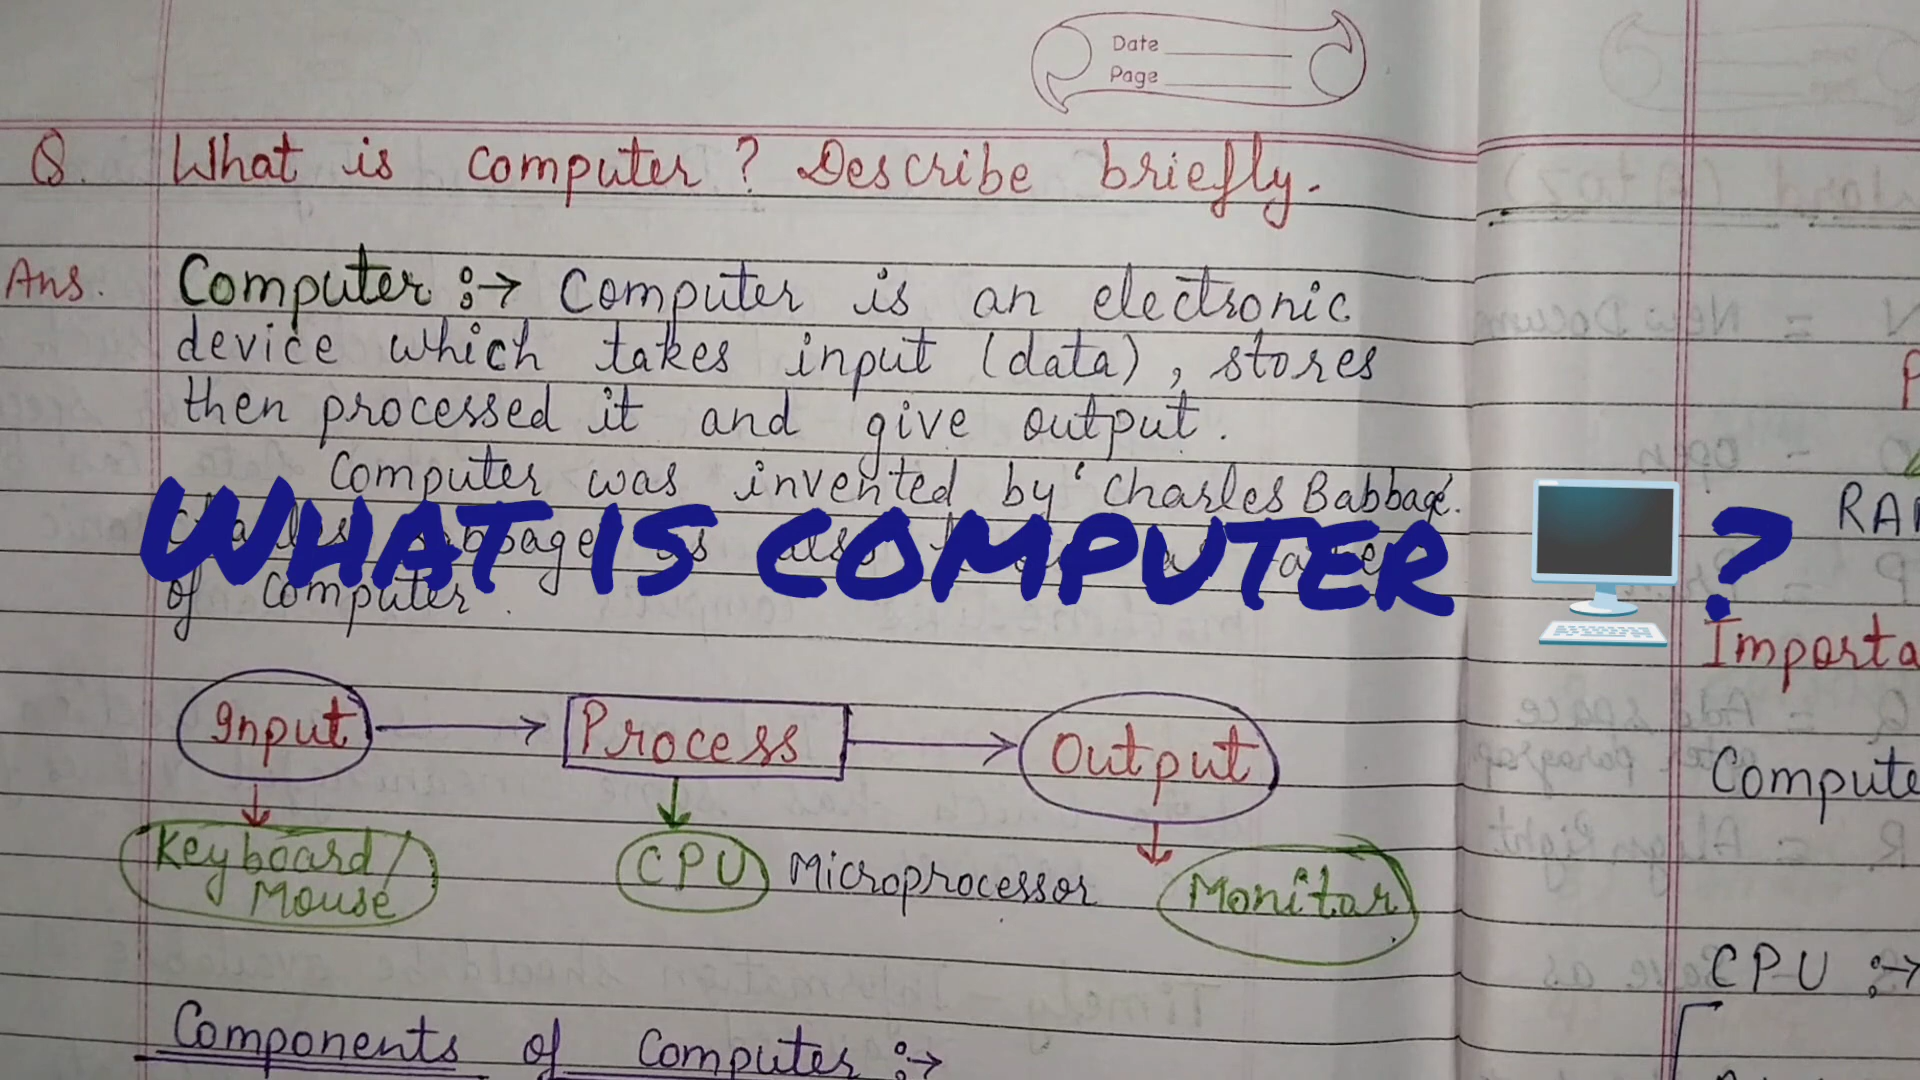 Date
Page
Q. What is computer? Describe briefly.
Ans. Computer :→ Computer is an electronic
device which takes input (data), stores
then processed it and give output.
Computer was invented by 'Charles Babbage'.
WHAT IS COMPUTER 🖥️ ?
of computer.
Input → Process → Output
Keyboard/
Mouse
CPU Microprocessor
Monitor
Components of Computer :→
Importa
Compute
CPU :→